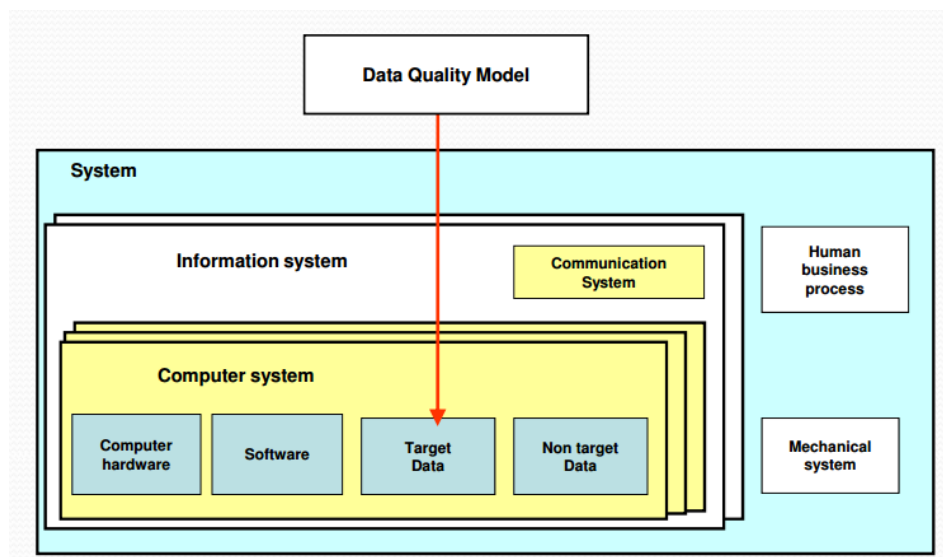 Data Quality Model
System
Information system
Communication
System
Human
business
process
Computer system
Computer
hardware
Software
Target
Data
Non target
Data
Mechanical
system